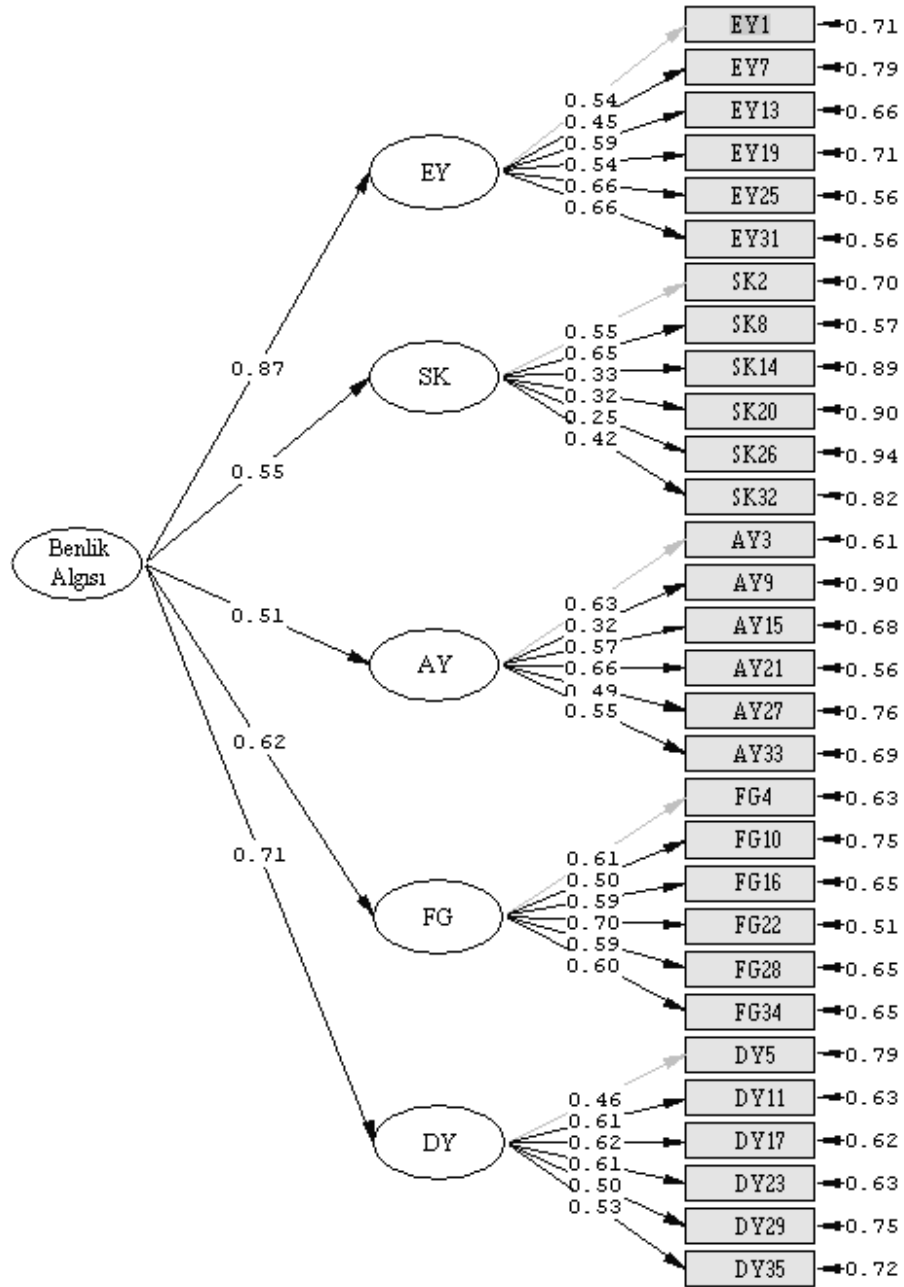 EY1 0.71
EY7 0.79
EY13 0.66
EY19 0.71
EY25 0.56
EY31 0.56
0.54
0.45
0.59
0.54
0.66
0.66
EY
SK2 0.70
SK8 0.57
SK14 0.89
SK20 0.90
SK26 0.94
SK32 0.82
0.55
0.65
0.33
0.32
0.25
0.42
SK
0.87
0.55
Benlik
Algısı
0.51
0.62
0.71
AY3 0.61
AY9 0.90
AY15 0.68
AY21 0.56
AY27 0.76
AY33 0.69
0.63
0.32
0.57
0.66
0.49
0.55
AY
FG4 0.63
FG10 0.75
FG16 0.65
FG22 0.51
FG28 0.65
FG34 0.65
0.61
0.50
0.59
0.70
0.59
0.60
FG
DY5 0.79
DY11 0.63
DY17 0.62
DY23 0.63
DY29 0.75
DY35 0.72
0.46
0.61
0.62
0.61
0.50
0.53
DY